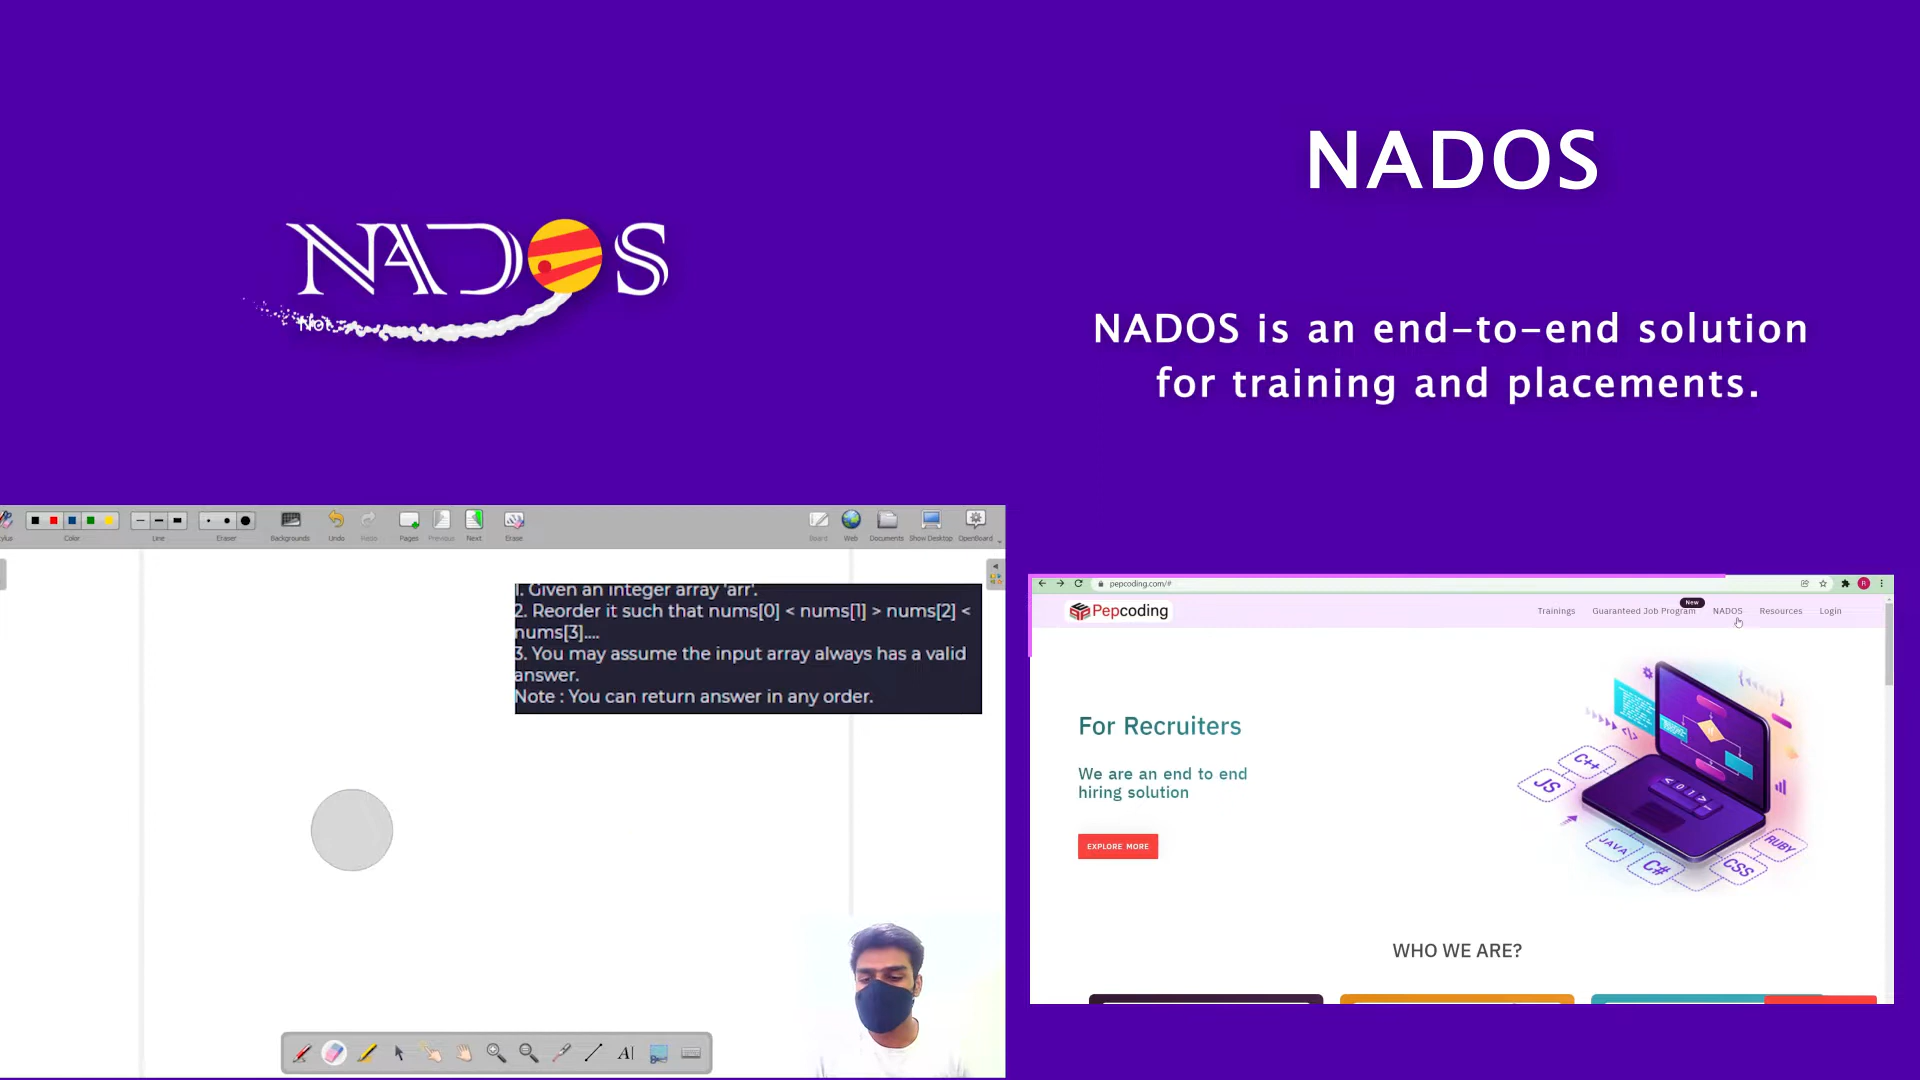 NADOS
Not
NADOS
NADOS is an end-to-end solution
for training and placements.
Color
Line
Eraser
Backgrounds
Undo
Redo
Pages
Previous
Next
Erase
Board
Web
Documents
Show Desktop
OpenBoard
1. Given an integer array 'arr'.
2. Reorder it such that nums[0] < nums[1] > nums[2] <
nums[3]....
3. You may assume the input array always has a valid
answer.
Note : You can return answer in any order.
A|
pepcoding.com/#
R
Pepcoding
Trainings
Guaranteed Job Program
New
NADOS
Resources
Login
For Recruiters
We are an end to end
hiring solution
EXPLORE MORE
C++
JS
JAVA
C#
CSS
RUBY
</>
< 0 1 >
WHO WE ARE?